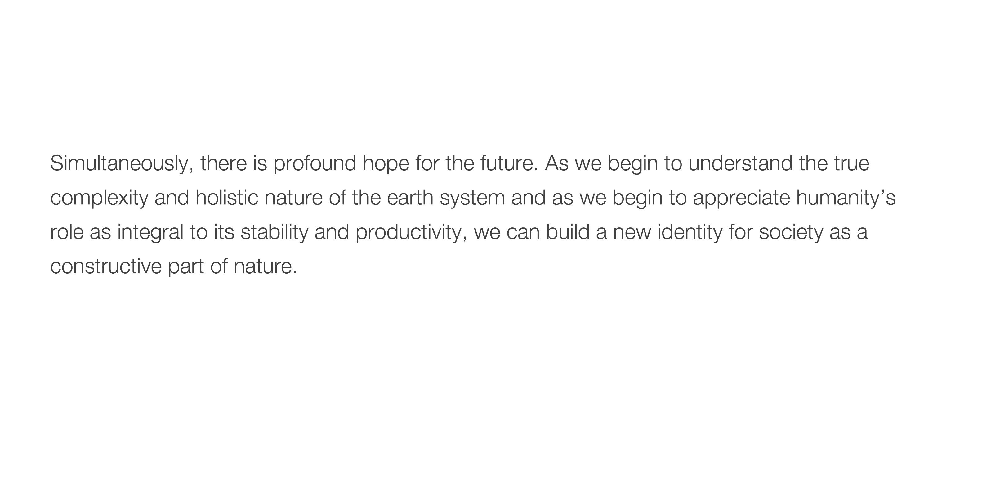 Simultaneously, there is profound hope for the future. As we begin to understand the true
complexity and holistic nature of the earth system and as we begin to appreciate humanity’s
role as integral to its stability and productivity, we can build a new identity for society as a
constructive part of nature.